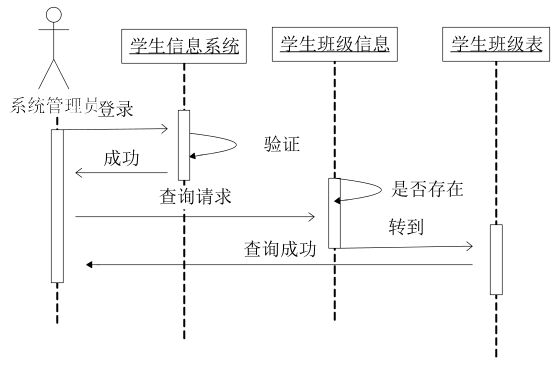 学生信息系统
学生班级信息
学生班级表
系统管理员
登录
验证
成功
是否存在
查询请求
转到
查询成功